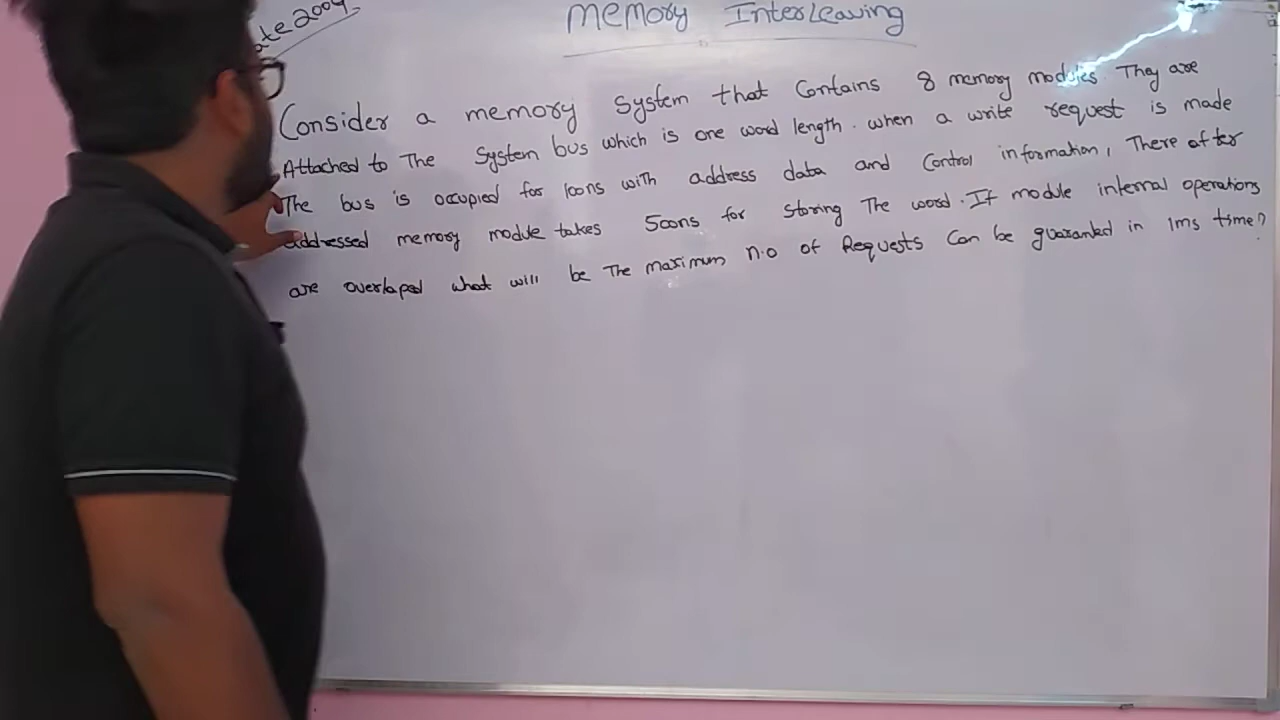 ate 2009
Memory Interleaving
Consider a memory system that contains 8 memory modules They are
Attached to The System bus which is one word length. when a write request is made
The bus is occupied for 100ns with address data and Control information, There after
addressed memory module takes 500ns for storing The word. If module internal operations
are overlaped what will be The maximum n.o of Requests Can be guaranted in 1ms time?